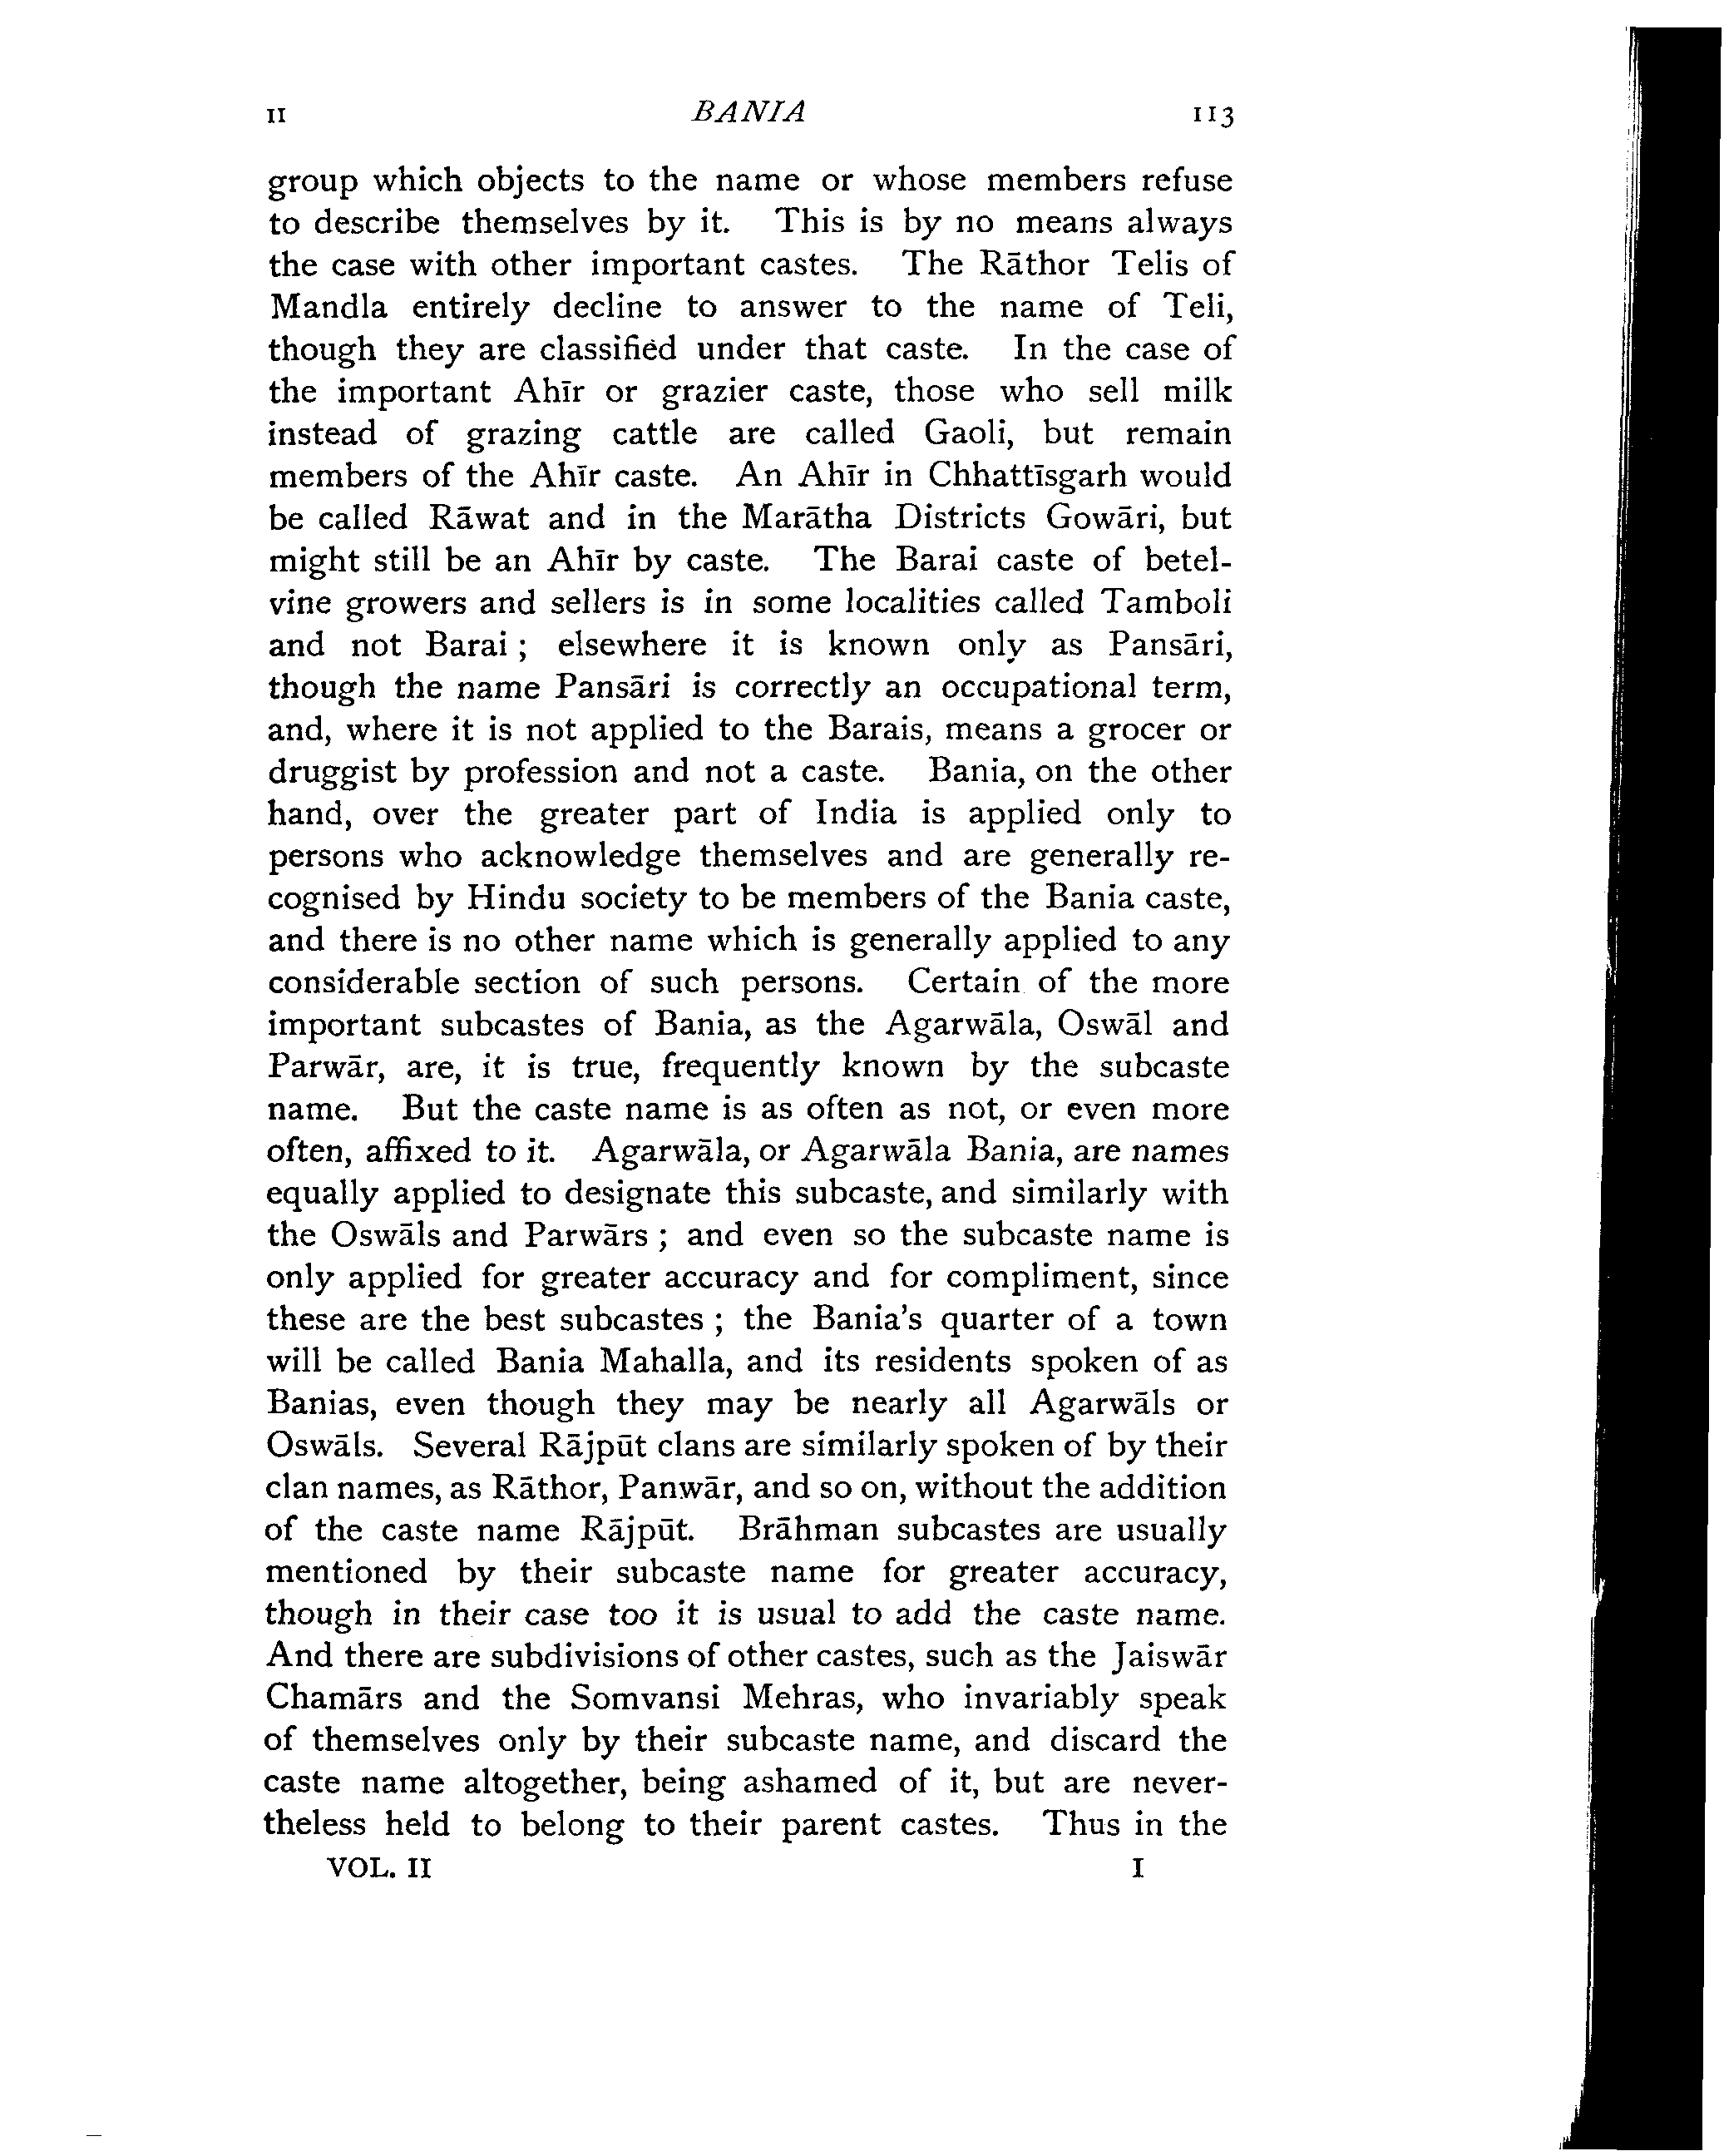 II BANIA 113
group which objects to the name or whose members refuse
to describe themselves by it. This is by no means always
the case with other important castes. The Rāthor Telis of
Mandla entirely decline to answer to the name of Teli,
though they are classified under that caste. In the case of
the important Ahīr or grazier caste, those who sell milk
instead of grazing cattle are called Gaoli, but remain
members of the Ahīr caste. An Ahīr in Chhattīsgarh would
be called Rāwat and in the Marātha Districts Gowāri, but
might still be an Ahīr by caste. The Barai caste of betel-
vine growers and sellers is in some localities called Tamboli
and not Barai ; elsewhere it is known only as Pansāri,
though the name Pansāri is correctly an occupational term,
and, where it is not applied to the Barais, means a grocer or
druggist by profession and not a caste. Bania, on the other
hand, over the greater part of India is applied only to
persons who acknowledge themselves and are generally re-
cognised by Hindu society to be members of the Bania caste,
and there is no other name which is generally applied to any
considerable section of such persons. Certain of the more
important subcastes of Bania, as the Agarwāla, Oswāl and
Parwār, are, it is true, frequently known by the subcaste
name. But the caste name is as often as not, or even more
often, affixed to it. Agarwāla, or Agarwāla Bania, are names
equally applied to designate this subcaste, and similarly with
the Oswāls and Parwārs ; and even so the subcaste name is
only applied for greater accuracy and for compliment, since
these are the best subcastes ; the Bania's quarter of a town
will be called Bania Mahalla, and its residents spoken of as
Banias, even though they may be nearly all Agarwāls or
Oswāls. Several Rājpūt clans are similarly spoken of by their
clan names, as Rāthor, Panwār, and so on, without the addition
of the caste name Rājpūt. Brāhman subcastes are usually
mentioned by their subcaste name for greater accuracy,
though in their case too it is usual to add the caste name.
And there are subdivisions of other castes, such as the Jaiswār
Chamārs and the Somvansi Mehras, who invariably speak
of themselves only by their subcaste name, and discard the
caste name altogether, being ashamed of it, but are never-
theless held to belong to their parent castes. Thus in the
VOL. II I